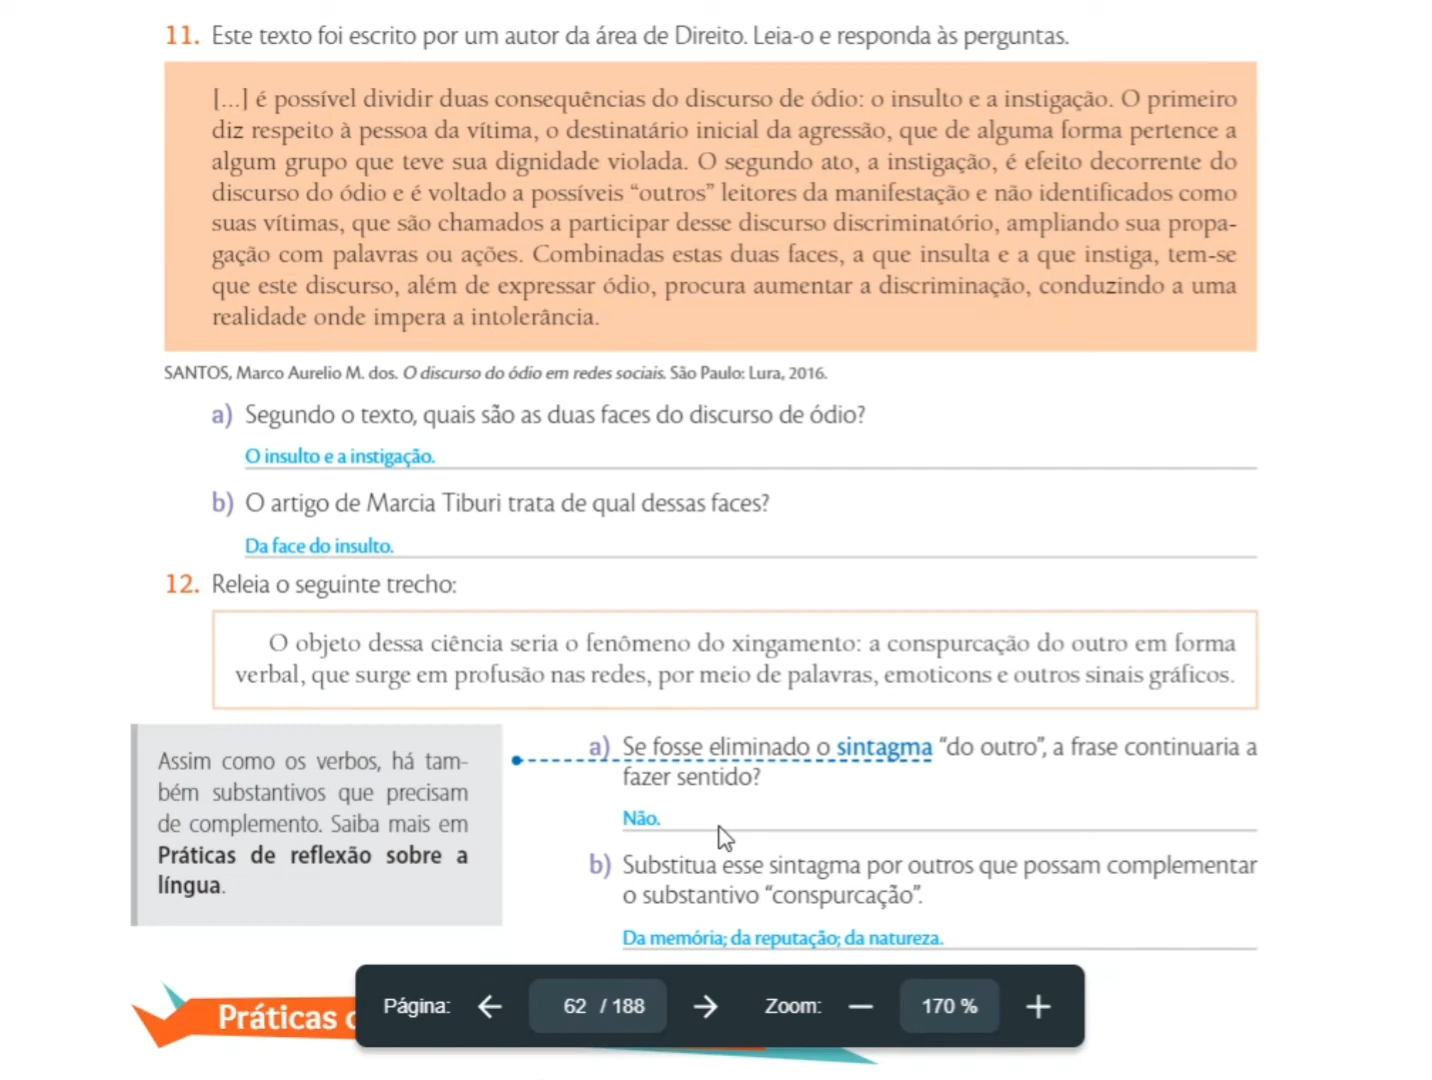 11. Este texto foi escrito por um autor da área de Direito. Leia-o e responda às perguntas.
[...] é possível dividir duas consequências do discurso de ódio: o insulto e a instigação. O primeiro
diz respeito à pessoa da vítima, o destinatário inicial da agressão, que de alguma forma pertence a
algum grupo que teve sua dignidade violada. O segundo ato, a instigação, é efeito decorrente do
discurso do ódio e é voltado a possíveis “outros” leitores da manifestação e não identificados como
suas vítimas, que são chamados a participar desse discurso discriminatório, ampliando sua propa-
gação com palavras ou ações. Combinadas estas duas faces, a que insulta e a que instiga, tem-se
que este discurso, além de expressar ódio, procura aumentar a discriminação, conduzindo a uma
realidade onde impera a intolerância.
SANTOS, Marco Aurelio M. dos. O discurso do ódio em redes sociais. São Paulo: Lura, 2016.
a) Segundo o texto, quais são as duas faces do discurso de ódio?
O insulto e a instigação.
b) O artigo de Marcia Tiburi trata de qual dessas faces?
Da face do insulto.
12. Releia o seguinte trecho:
O objeto dessa ciência seria o fenômeno do xingamento: a conspurcação do outro em forma
verbal, que surge em profusão nas redes, por meio de palavras, emoticons e outros sinais gráficos.
Assim como os verbos, há tam-
bém substantivos que precisam
de complemento. Saiba mais em
Práticas de reflexão sobre a
língua.
a) Se fosse eliminado o sintagma “do outro”, a frase continuaria a
fazer sentido?
Não.
b) Substitua esse sintagma por outros que possam complementar
o substantivo “conspurcação”.
Da memória; da reputação; da natureza.
Práticas
Página: 62 / 188 Zoom: 170 %